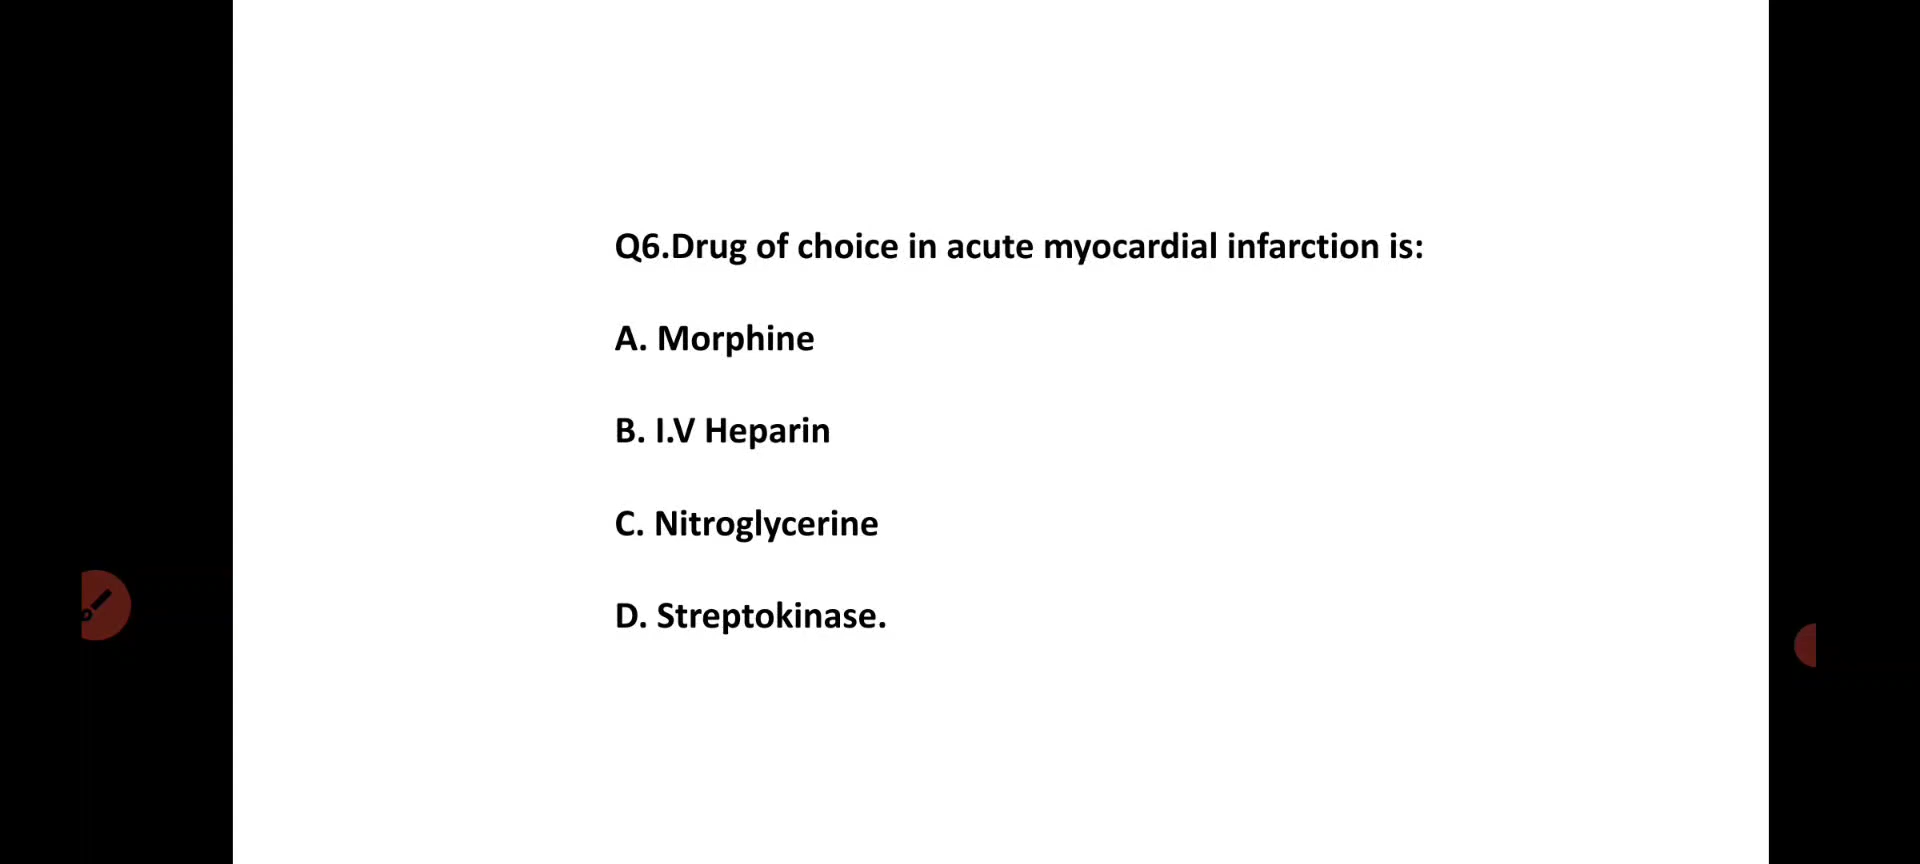 Q6.Drug of choice in acute myocardial infarction is:
A. Morphine
B. I.V Heparin
C. Nitroglycerine
D. Streptokinase.